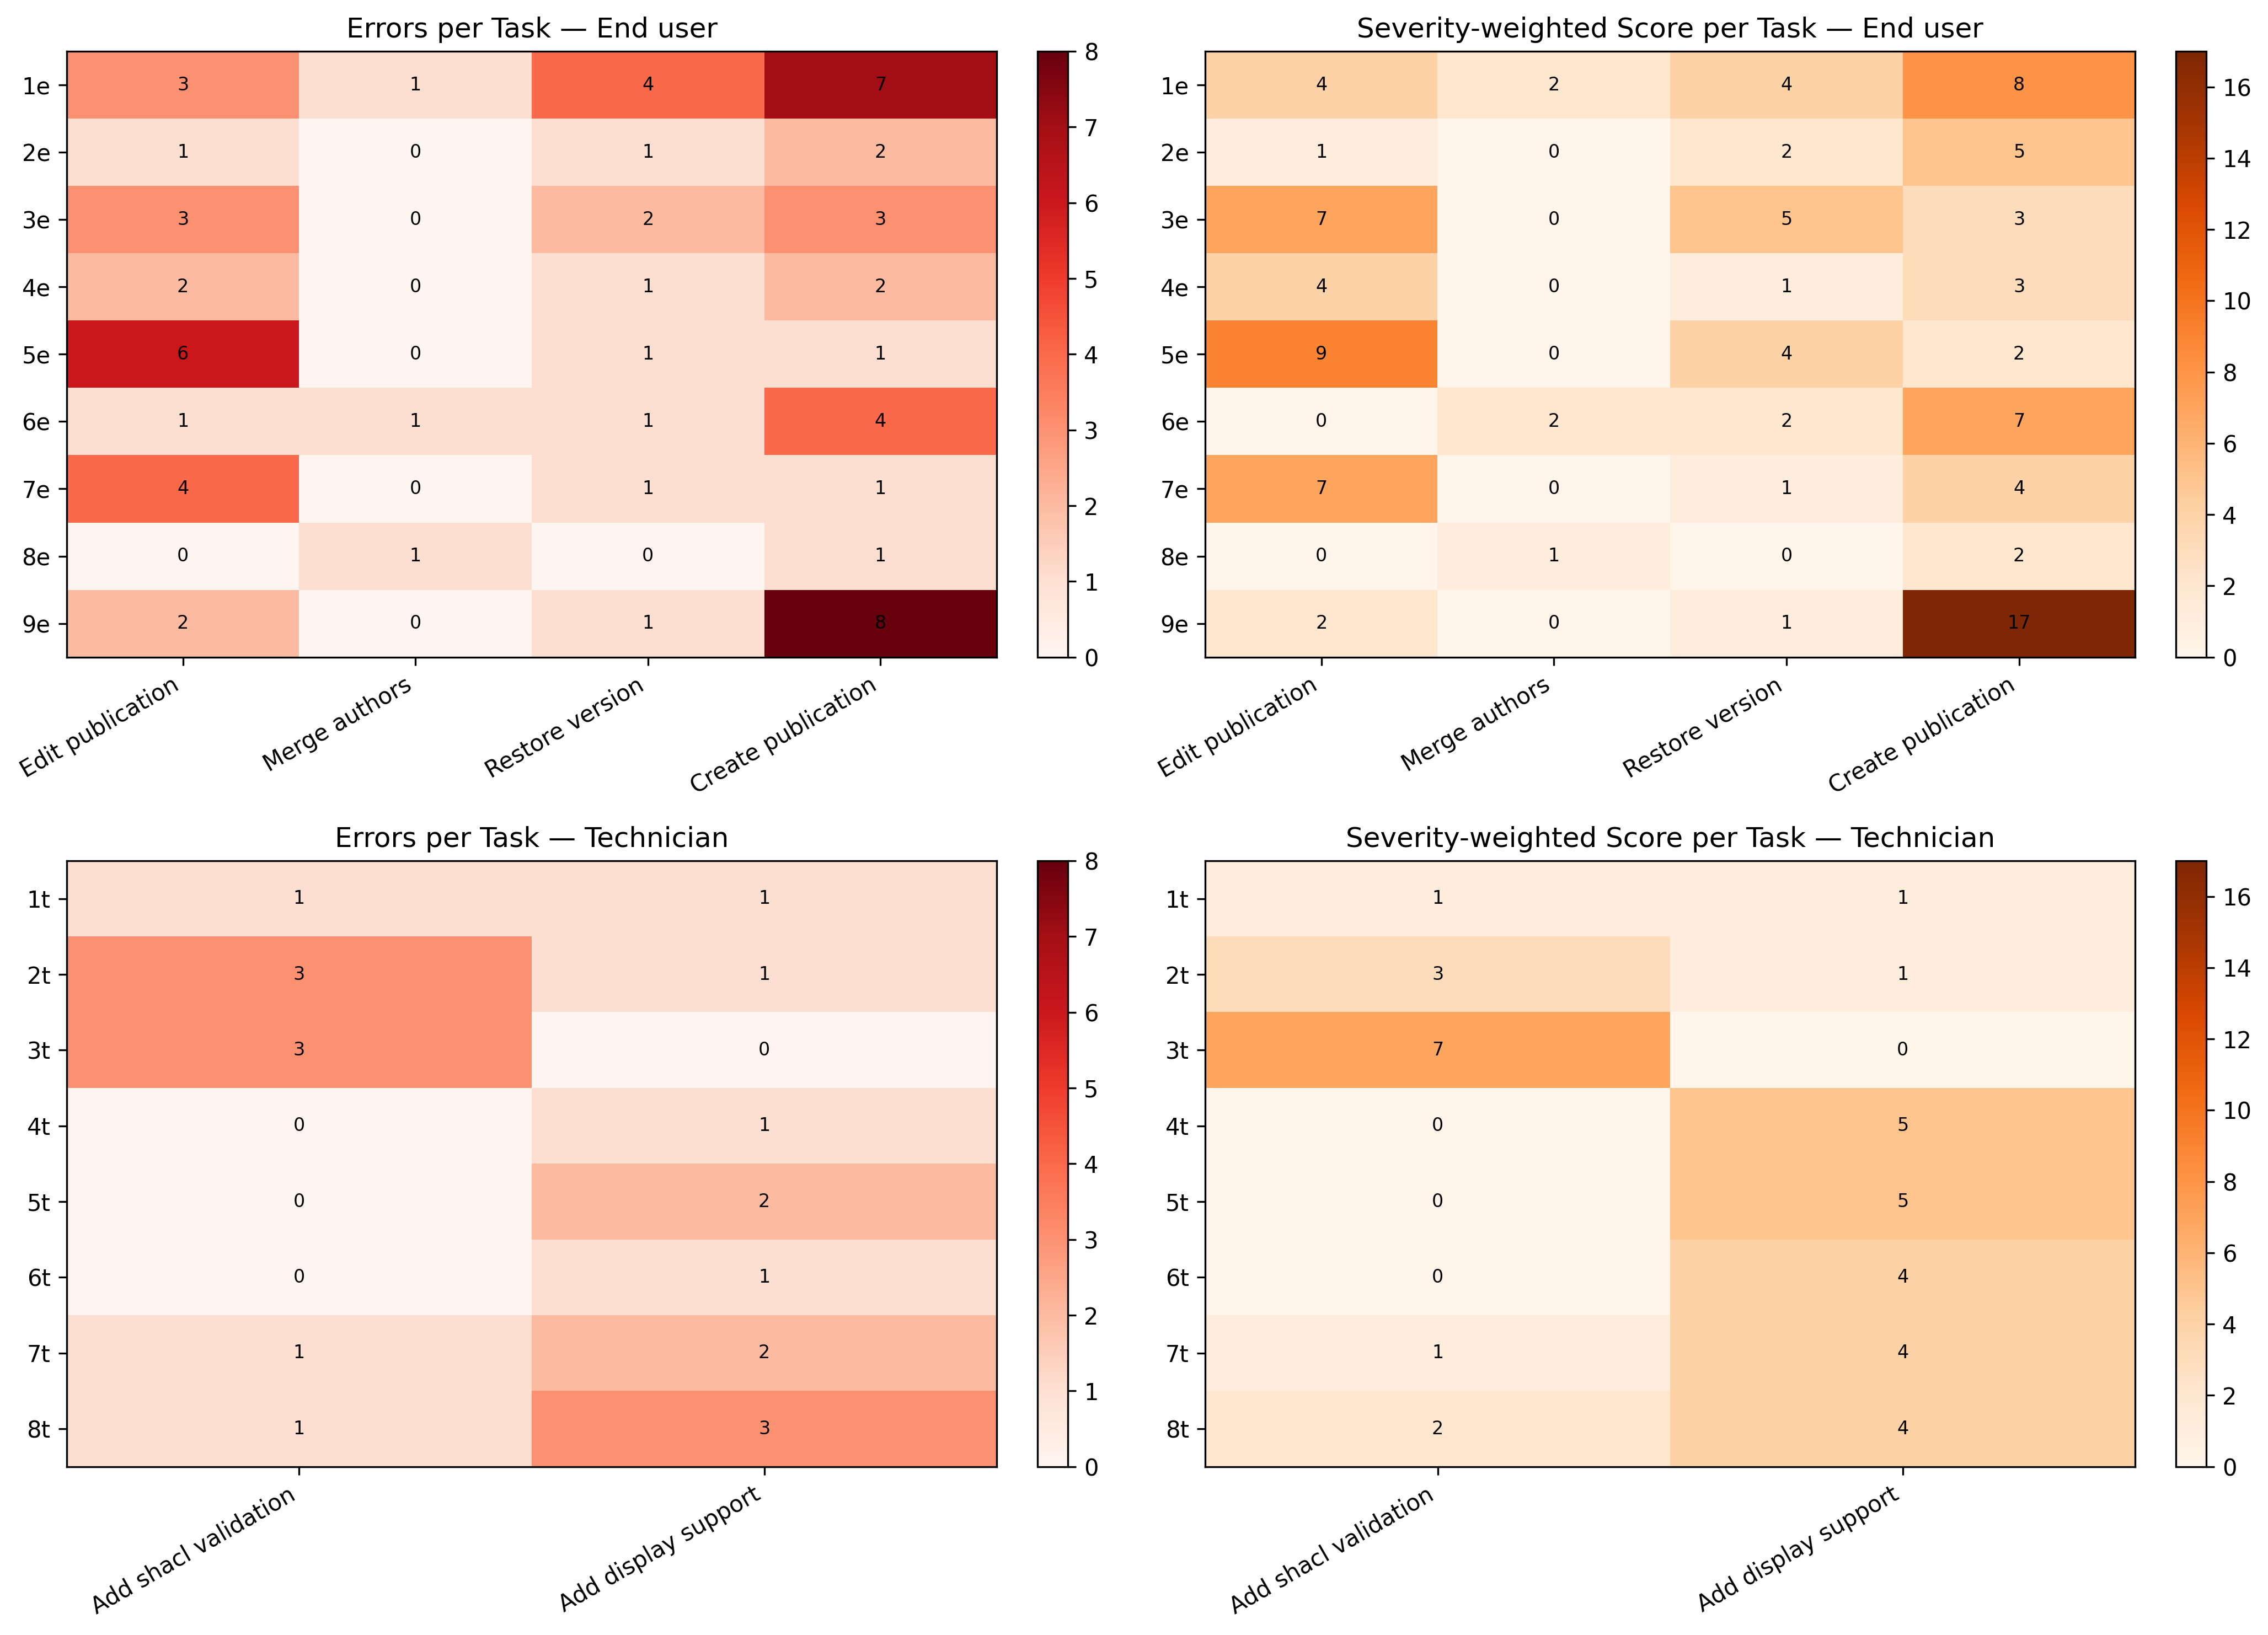 Errors per Task — End user
1e 3 1 4 7
2e 1 0 1 2
3e 3 0 2 3
4e 2 0 1 2
5e 6 0 1 1
6e 1 1 1 4
7e 4 0 1 1
8e 0 1 0 1
9e 2 0 1 8
Edit publication
Merge authors
Restore version
Create publication
8
7
6
5
4
3
2
1
0
Severity-weighted Score per Task — End user
1e 4 2 4 8
2e 1 0 2 5
3e 7 0 5 3
4e 4 0 1 3
5e 9 0 4 2
6e 0 2 2 7
7e 7 0 1 4
8e 0 1 0 2
9e 2 0 1 17
Edit publication
Merge authors
Restore version
Create publication
16
14
12
10
8
6
4
2
0
Errors per Task — Technician
1t 1 1
2t 3 1
3t 3 0
4t 0 1
5t 0 2
6t 0 1
7t 1 2
8t 1 3
Add shacl validation
Add display support
8
7
6
5
4
3
2
1
0
Severity-weighted Score per Task — Technician
1t 1 1
2t 3 1
3t 7 0
4t 0 5
5t 0 5
6t 0 4
7t 1 4
8t 2 4
Add shacl validation
Add display support
16
14
12
10
8
6
4
2
0